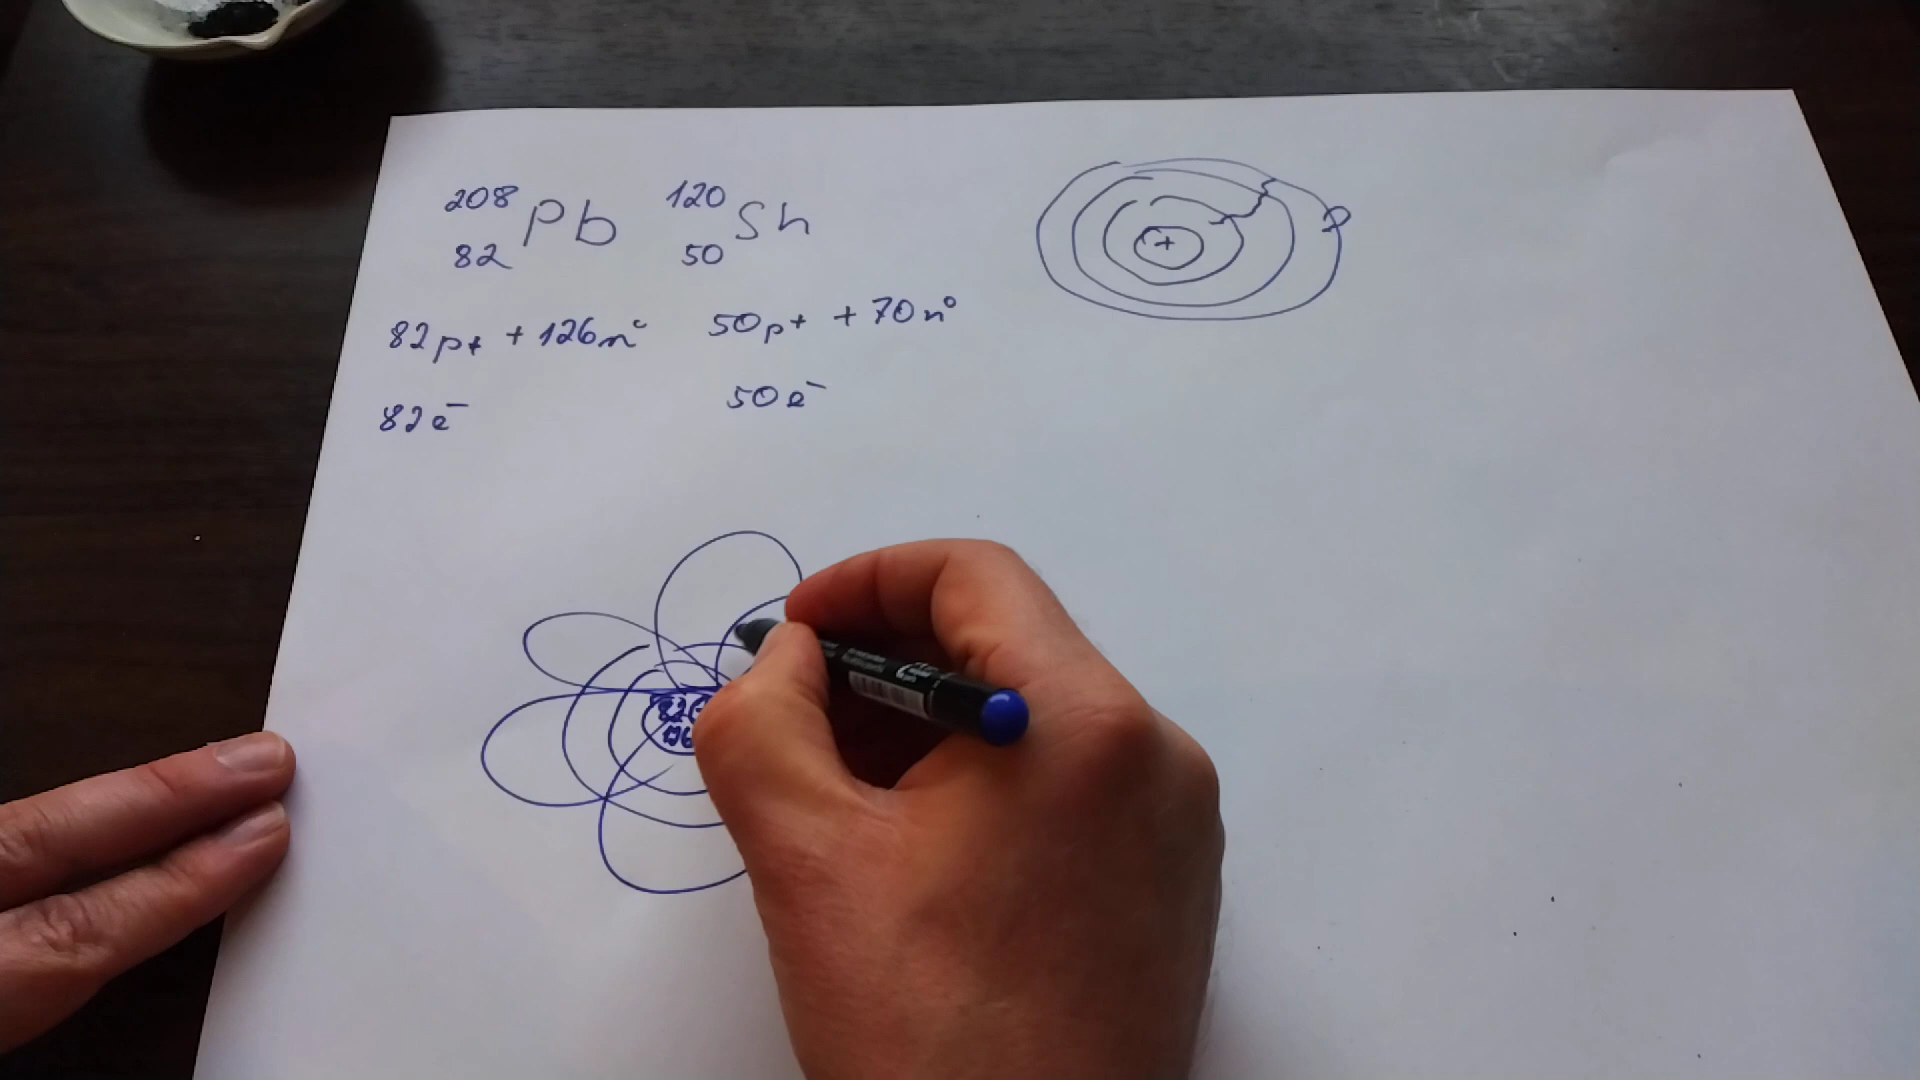 208 Pb 120 Sn
82 50
82p+ + 126n° 50p+ + 70n°
82e⁻ 50e⁻
+